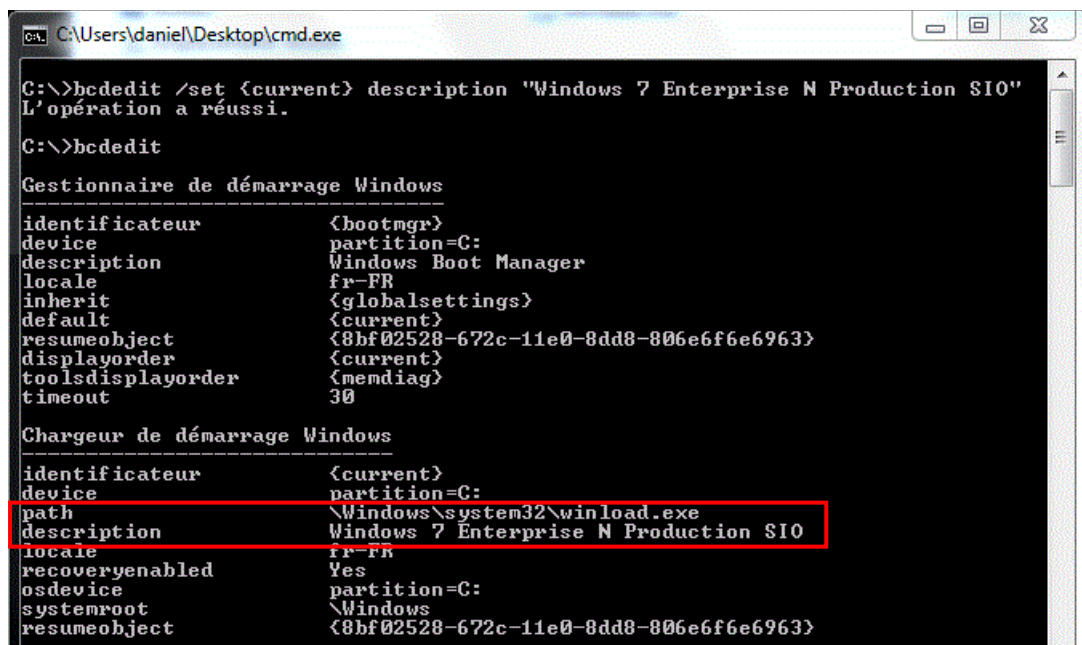 C:\Users\daniel\Desktop\cmd.exe
C:\>bcdedit /set {current} description "Windows 7 Enterprise N Production SIO"
L'opération a réussi.
C:\>bcdedit
Gestionnaire de démarrage Windows
---------------------------------
identificateur {bootmgr}
device partition=C:
description Windows Boot Manager
locale fr-FR
inherit {globalsettings}
default {current}
resumeobject {8bf02528-672c-11e0-8dd8-806e6f6e6963}
displayorder {current}
toolsdisplayorder {memdiag}
timeout 30
Chargeur de démarrage Windows
-----------------------------
identificateur {current}
device partition=C:
path \Windows\system32\winload.exe
description Windows 7 Enterprise N Production SIO
locale fr-FR
recoveryenabled Yes
osdevice partition=C:
systemroot \Windows
resumeobject {8bf02528-672c-11e0-8dd8-806e6f6e6963}